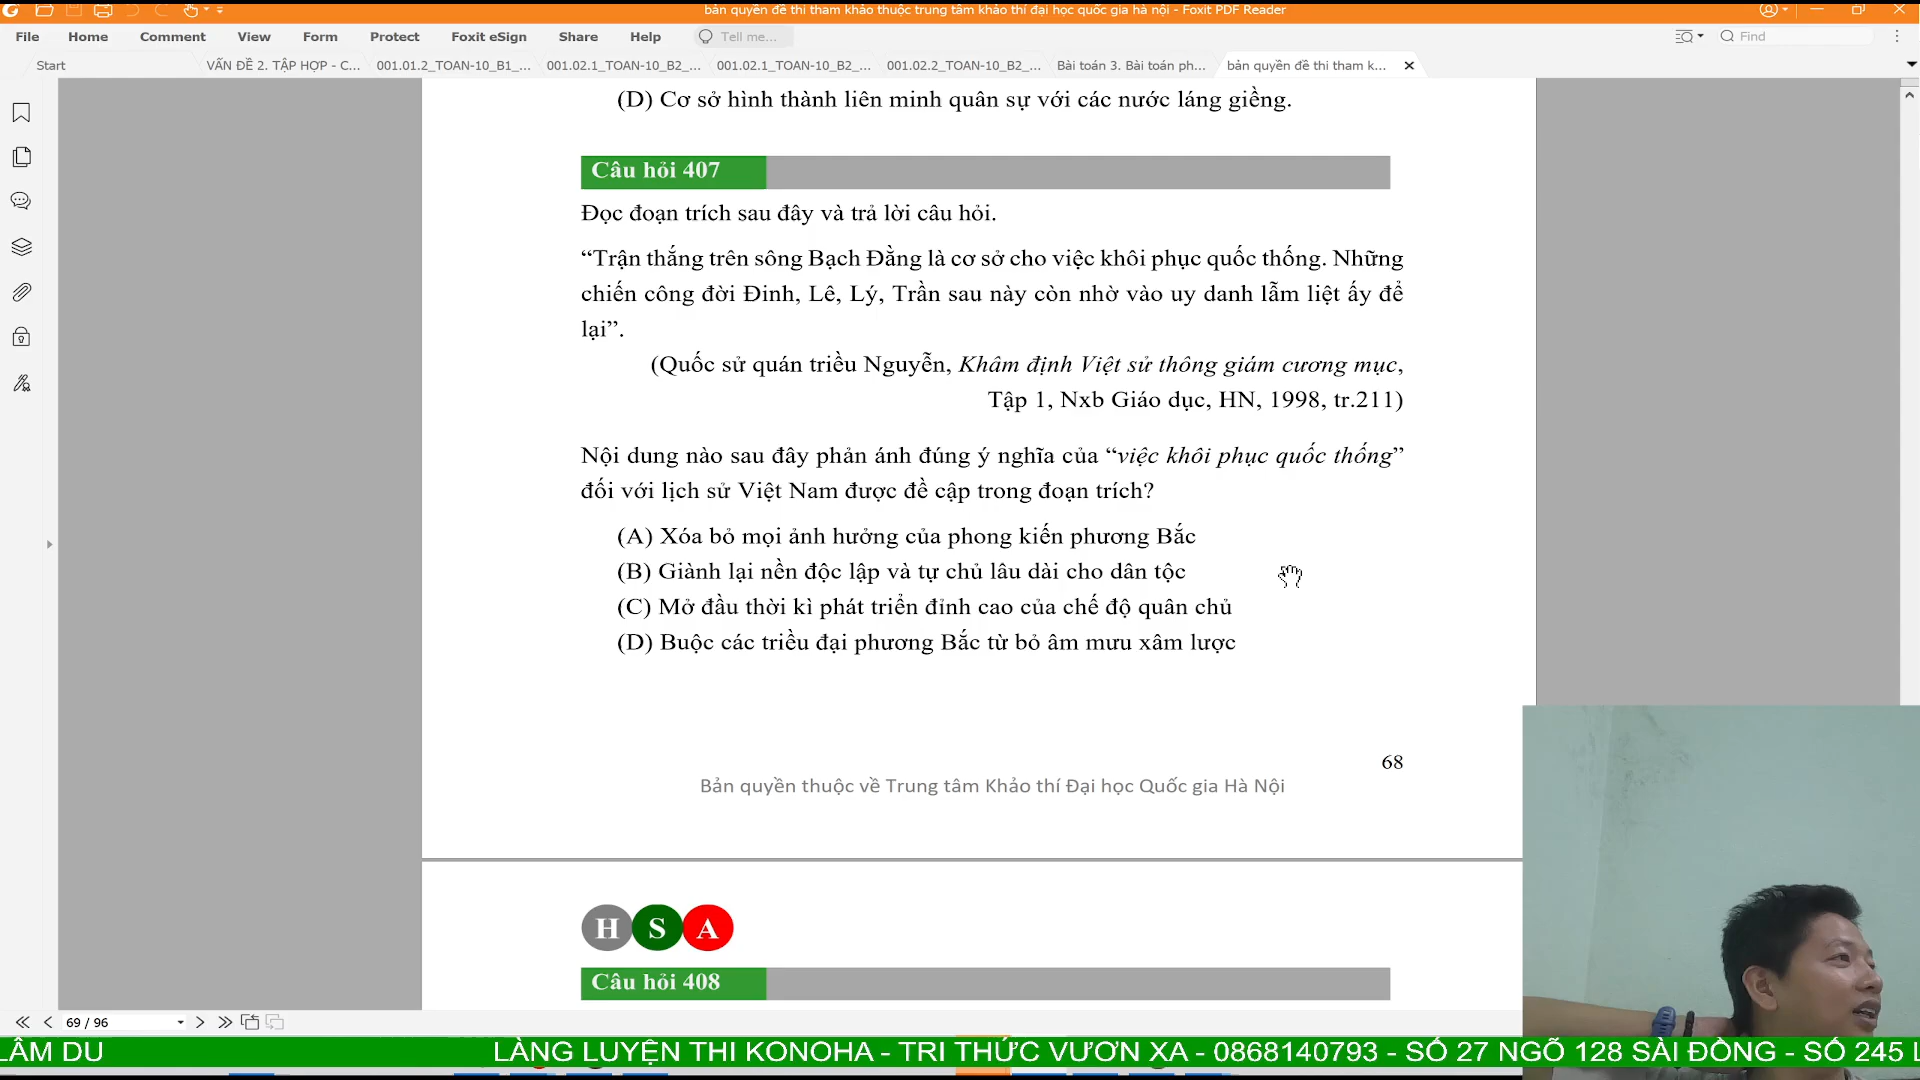 bản quyền đề thi tham khảo thuộc trung tâm khảo thí đại học quốc gia hà nội - Foxit PDF Reader
File Home Comment View Form Protect Foxit eSign Share Help Tell me... Find
Start VẤN ĐỀ 2. TẬP HỢP - C... 001.01.2_TOAN-10_B1_... 001.02.1_TOAN-10_B2_... 001.02.1_TOAN-10_B2_... 001.02.2_TOAN-10_B2_... Bài toán 3. Bài toán ph... bản quyền đề thi tham k...
(D) Cơ sở hình thành liên minh quân sự với các nước láng giềng.
Câu hỏi 407
Đọc đoạn trích sau đây và trả lời câu hỏi.
“Trận thắng trên sông Bạch Đằng là cơ sở cho việc khôi phục quốc thống. Những
chiến công đời Đinh, Lê, Lý, Trần sau này còn nhờ vào uy danh lẫm liệt ấy để
lại”.
(Quốc sử quán triều Nguyễn, Khâm định Việt sử thông giám cương mục,
Tập 1, Nxb Giáo dục, HN, 1998, tr.211)
Nội dung nào sau đây phản ánh đúng ý nghĩa của “việc khôi phục quốc thống”
đối với lịch sử Việt Nam được đề cập trong đoạn trích?
(A) Xóa bỏ mọi ảnh hưởng của phong kiến phương Bắc
(B) Giành lại nền độc lập và tự chủ lâu dài cho dân tộc
(C) Mở đầu thời kì phát triển đỉnh cao của chế độ quân chủ
(D) Buộc các triều đại phương Bắc từ bỏ âm mưu xâm lược
68
Bản quyền thuộc về Trung tâm Khảo thí Đại học Quốc gia Hà Nội
H S A
Câu hỏi 408
69 / 96
LÂM DU LÀNG LUYỆN THI KONOHA - TRI THỨC VƯƠN XA - 0868140793 - SỐ 27 NGÕ 128 SÀI ĐỒNG - SỐ 245 L